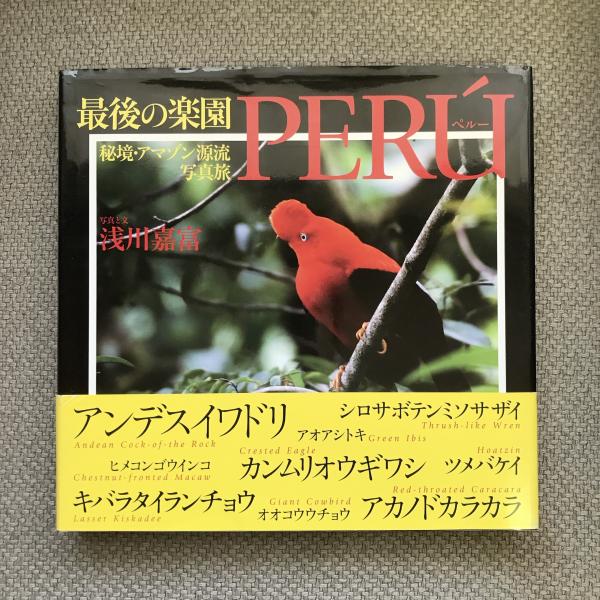 最後の楽園
PERÚ
ペルー
秘境・アマゾン源流
写真旅
写真と文
浅川嘉富
アンデスイワドリ
Andean Cock-of-the Rock
シロサボテンミソサザイ
Thrush-like Wren
アオアシトキ Green Ibis
Crested Eagle
Hoatzin
ヒメコンゴウインコ
Chestnut-fronted Macaw
カンムリオウギワシ
ツメバケイ
Red-throated Caracara
キバラタイランチョウ
Lasser Kiskadee
Giant Cowbird
オオコウウチョウ
アカノドカラカラ